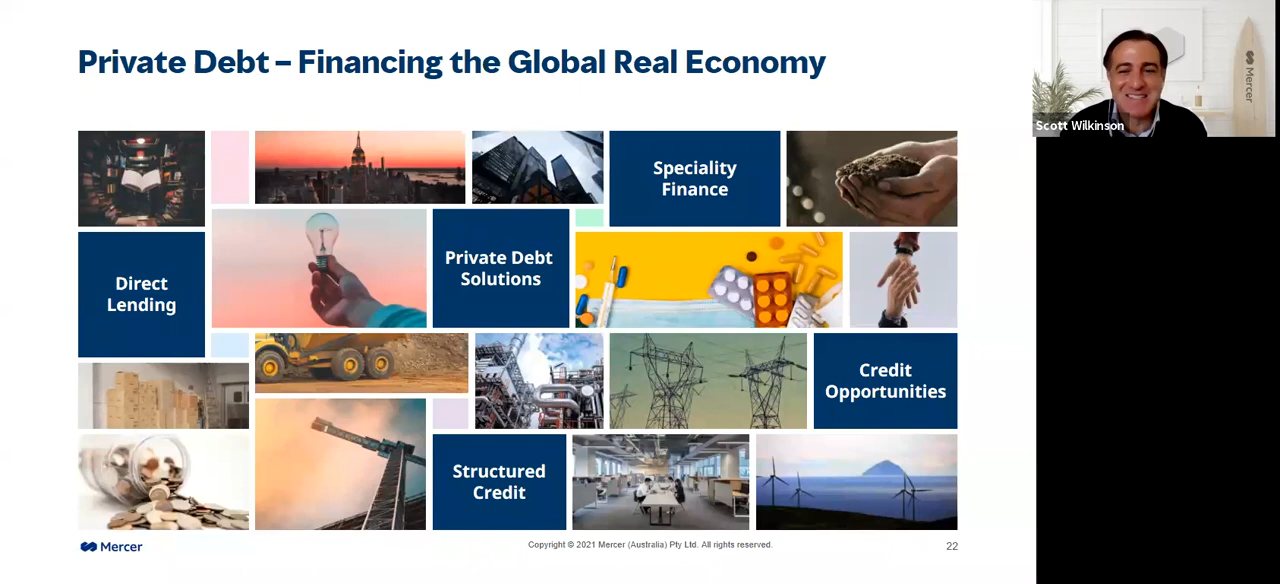 Private Debt – Financing the Global Real Economy
Mercer
Scott Wilkinson
Speciality
Finance
Private Debt
Solutions
Direct
Lending
Credit
Opportunities
Structured
Credit
Mercer
Copyright © 2021 Mercer (Australia) Pty Ltd. All rights reserved.
22